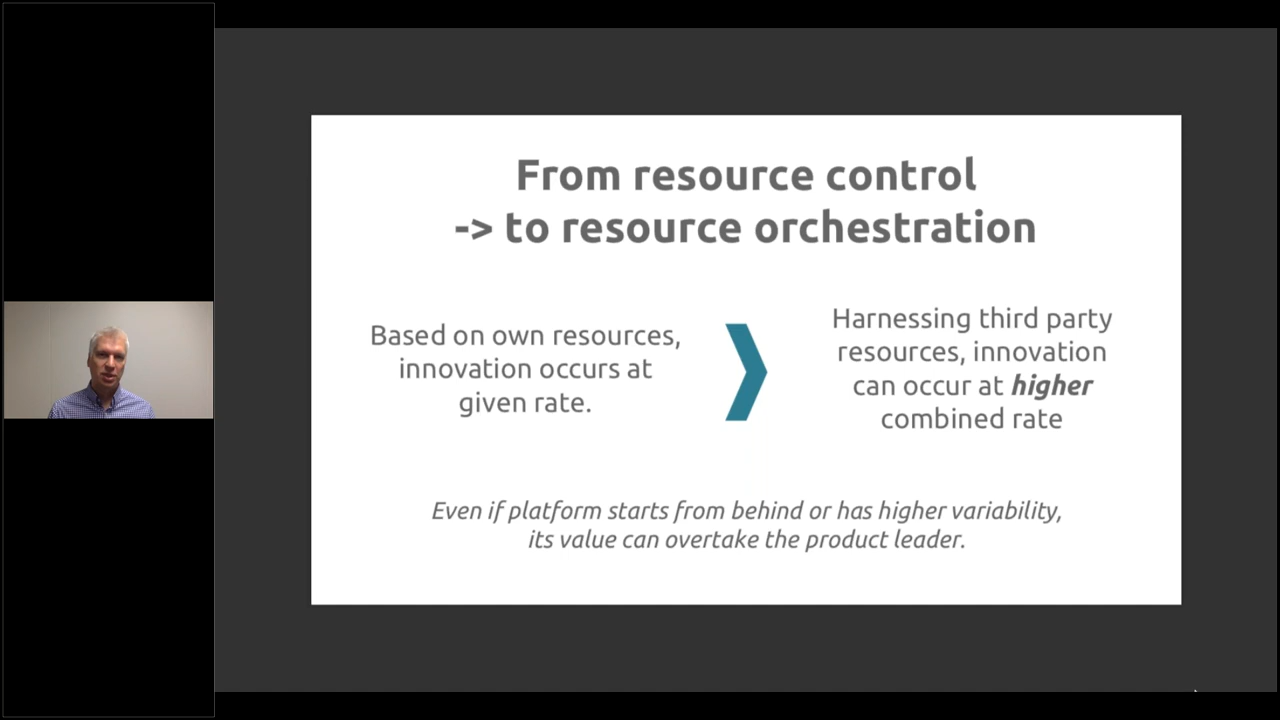 From resource control
-> to resource orchestration
Based on own resources,
innovation occurs at
given rate.
Harnessing third party
resources, innovation
can occur at higher
combined rate
Even if platform starts from behind or has higher variability,
its value can overtake the product leader.